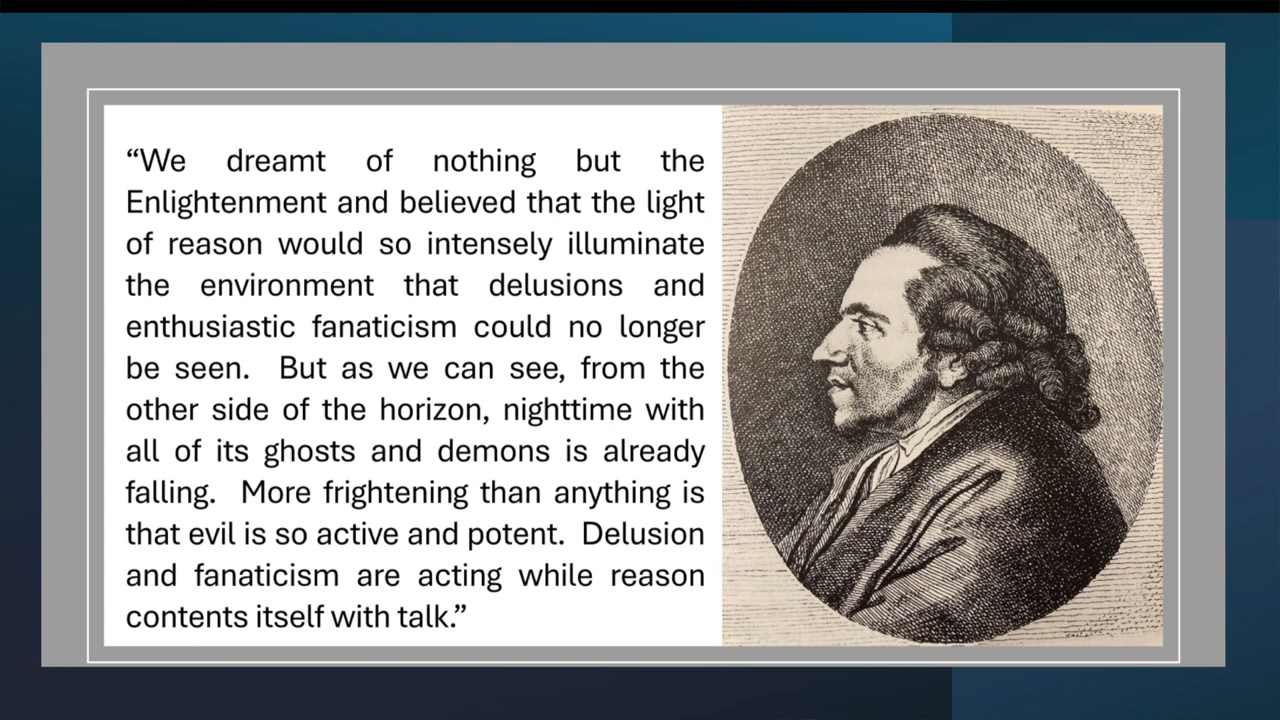 “We dreamt of nothing but the
Enlightenment and believed that the light
of reason would so intensely illuminate
the environment that delusions and
enthusiastic fanaticism could no longer
be seen. But as we can see, from the
other side of the horizon, nighttime with
all of its ghosts and demons is already
falling. More frightening than anything is
that evil is so active and potent. Delusion
and fanaticism are acting while reason
contents itself with talk.”